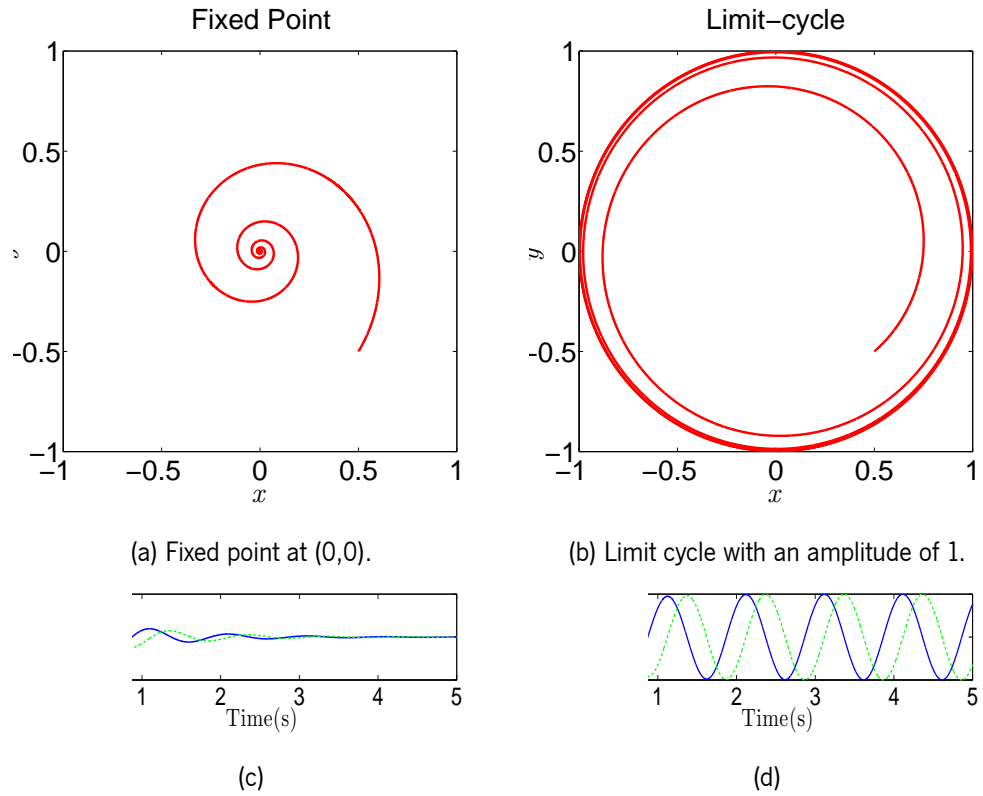 Fixed Point
1
0.5
0
-0.5
−1
−1
−0.5
0
0.5
1
x
Limit−cycle
1
0.5
0
-0.5
-1
−1
−0.5
0
0.5
1
y
x
(a) Fixed point at (0,0).
(b) Limit cycle with an amplitude of 1.
1 2 3 4 5
Time(s)
1 2 3 4 5
Time(s)
(c)
(d)